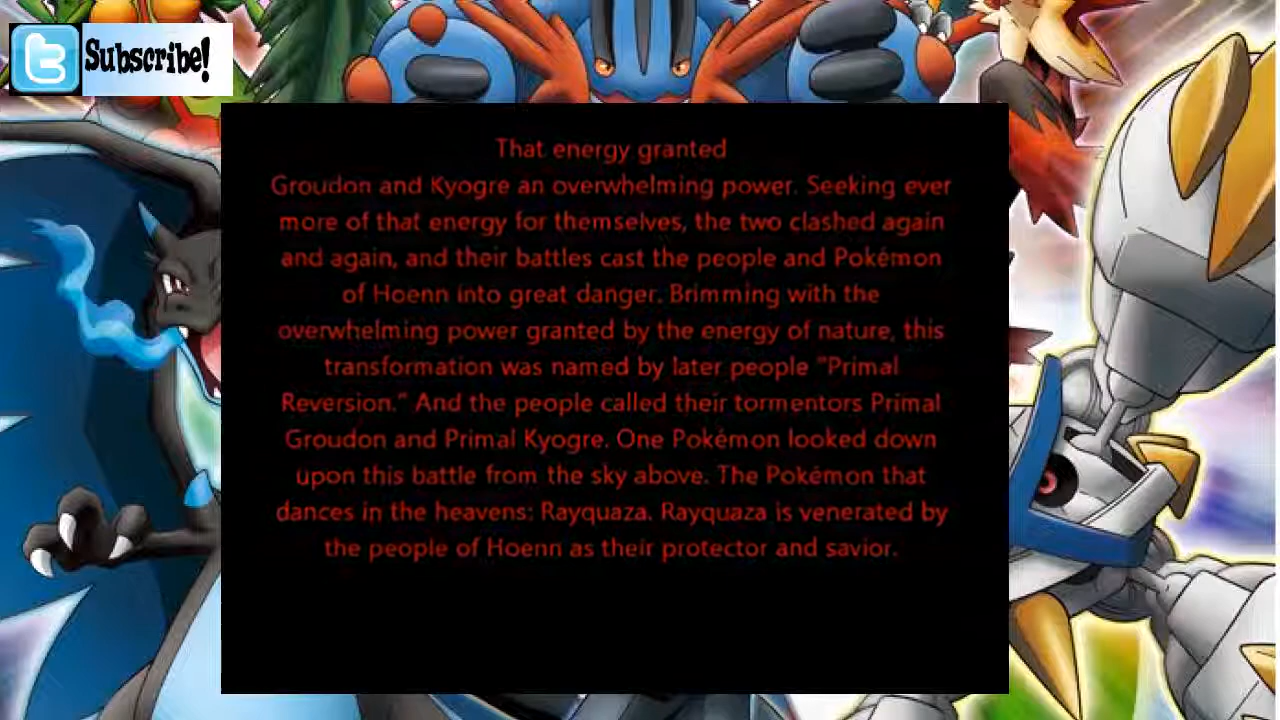 Subscribe!
That energy granted
Groudon and Kyogre an overwhelming power. Seeking ever
more of that energy for themselves, the two clashed again
and again, and their battles cast the people and Pokémon
of Hoenn into great danger. Brimming with the
overwhelming power granted by the energy of nature, this
transformation was named by later people "Primal
Reversion." And the people called their tormentors Primal
Groudon and Primal Kyogre. One Pokémon looked down
upon this battle from the sky above. The Pokémon that
dances in the heavens: Rayquaza. Rayquaza is venerated by
the people of Hoenn as their protector and savior.